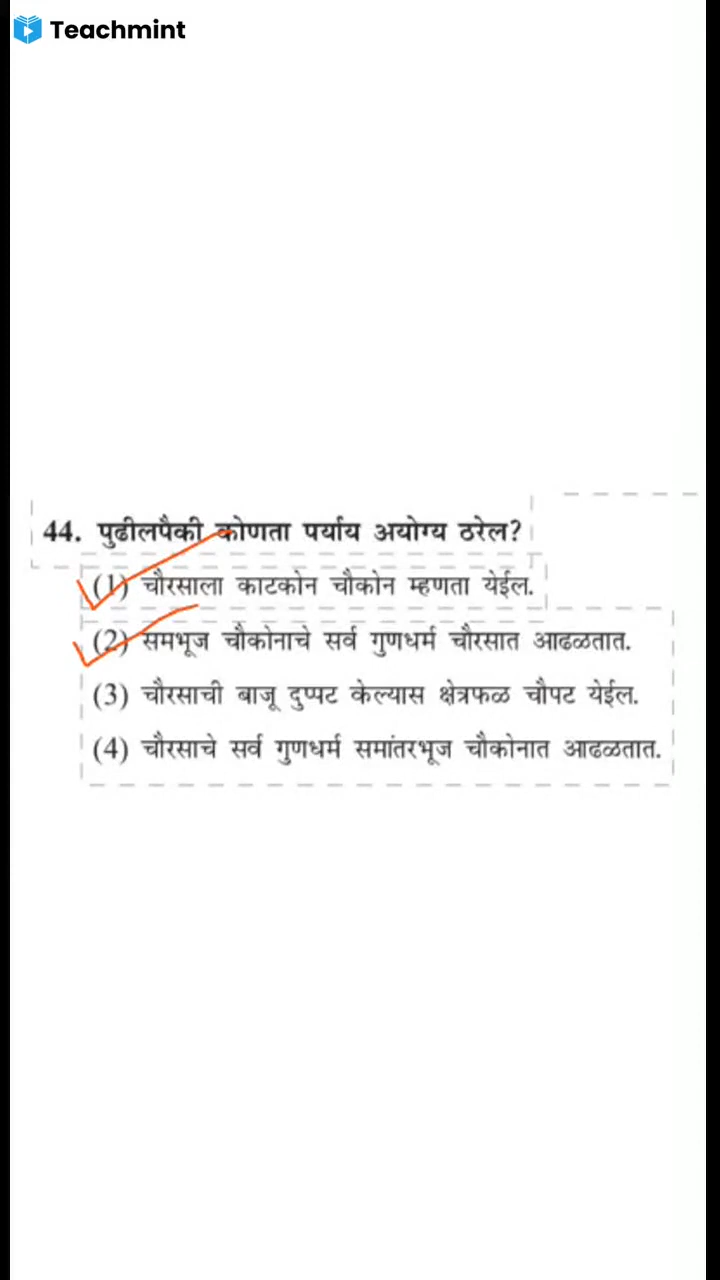 Teachmint
44. पुढीलपैकी कोणता पर्याय अयोग्य ठरेल?
(1) चौरसाला काटकोन चौकोन म्हणता येईल.
(2) समभूज चौकोनाचे सर्व गुणधर्म चौरसात आढळतात.
(3) चौरसाची बाजू दुप्पट केल्यास क्षेत्रफळ चौपट येईल.
(4) चौरसाचे सर्व गुणधर्म समांतरभूज चौकोनात आढळतात.